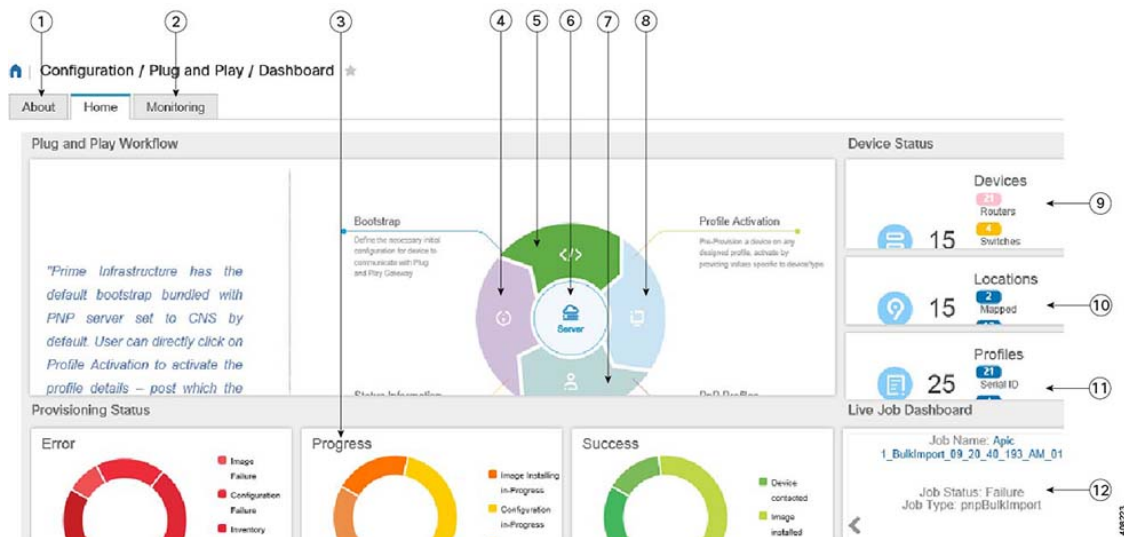 1
2
3
4
5
6
7
8
Configuration / Plug and Play / Dashboard
About
Home
Monitoring
Plug and Play Workflow
"Prime Infrastructure has the
default bootstrap bundled with
PNP server set to CNS by
default. User can directly click on
Profile Activation to activate the
profile details – post which the
Bootstrap
Define the necessary initial
configuration for device to
communicate with Plug
and Play Gateway
</>
Server
Profile Activation
Pre-Provision a device on any
designed profile, activate by
providing values specific to device/type.
Status Information
PnP Profiles
Device Status
15
Devices
21
Routers
4
Switches
9
15
Locations
2
Mapped
10
25
Profiles
21
Serial ID
11
Provisioning Status
Error
Image
Failure
Configuration
Failure
Inventory
Progress
Image Installing
in-Progress
Configuration
in-Progress
Success
Device
contacted
Image
installed
Live Job Dashboard
Job Name: Apic
1_BulkImport_09_20_40_193_AM_01
Job Status: Failure
Job Type: pnpBulkImport
12
408223